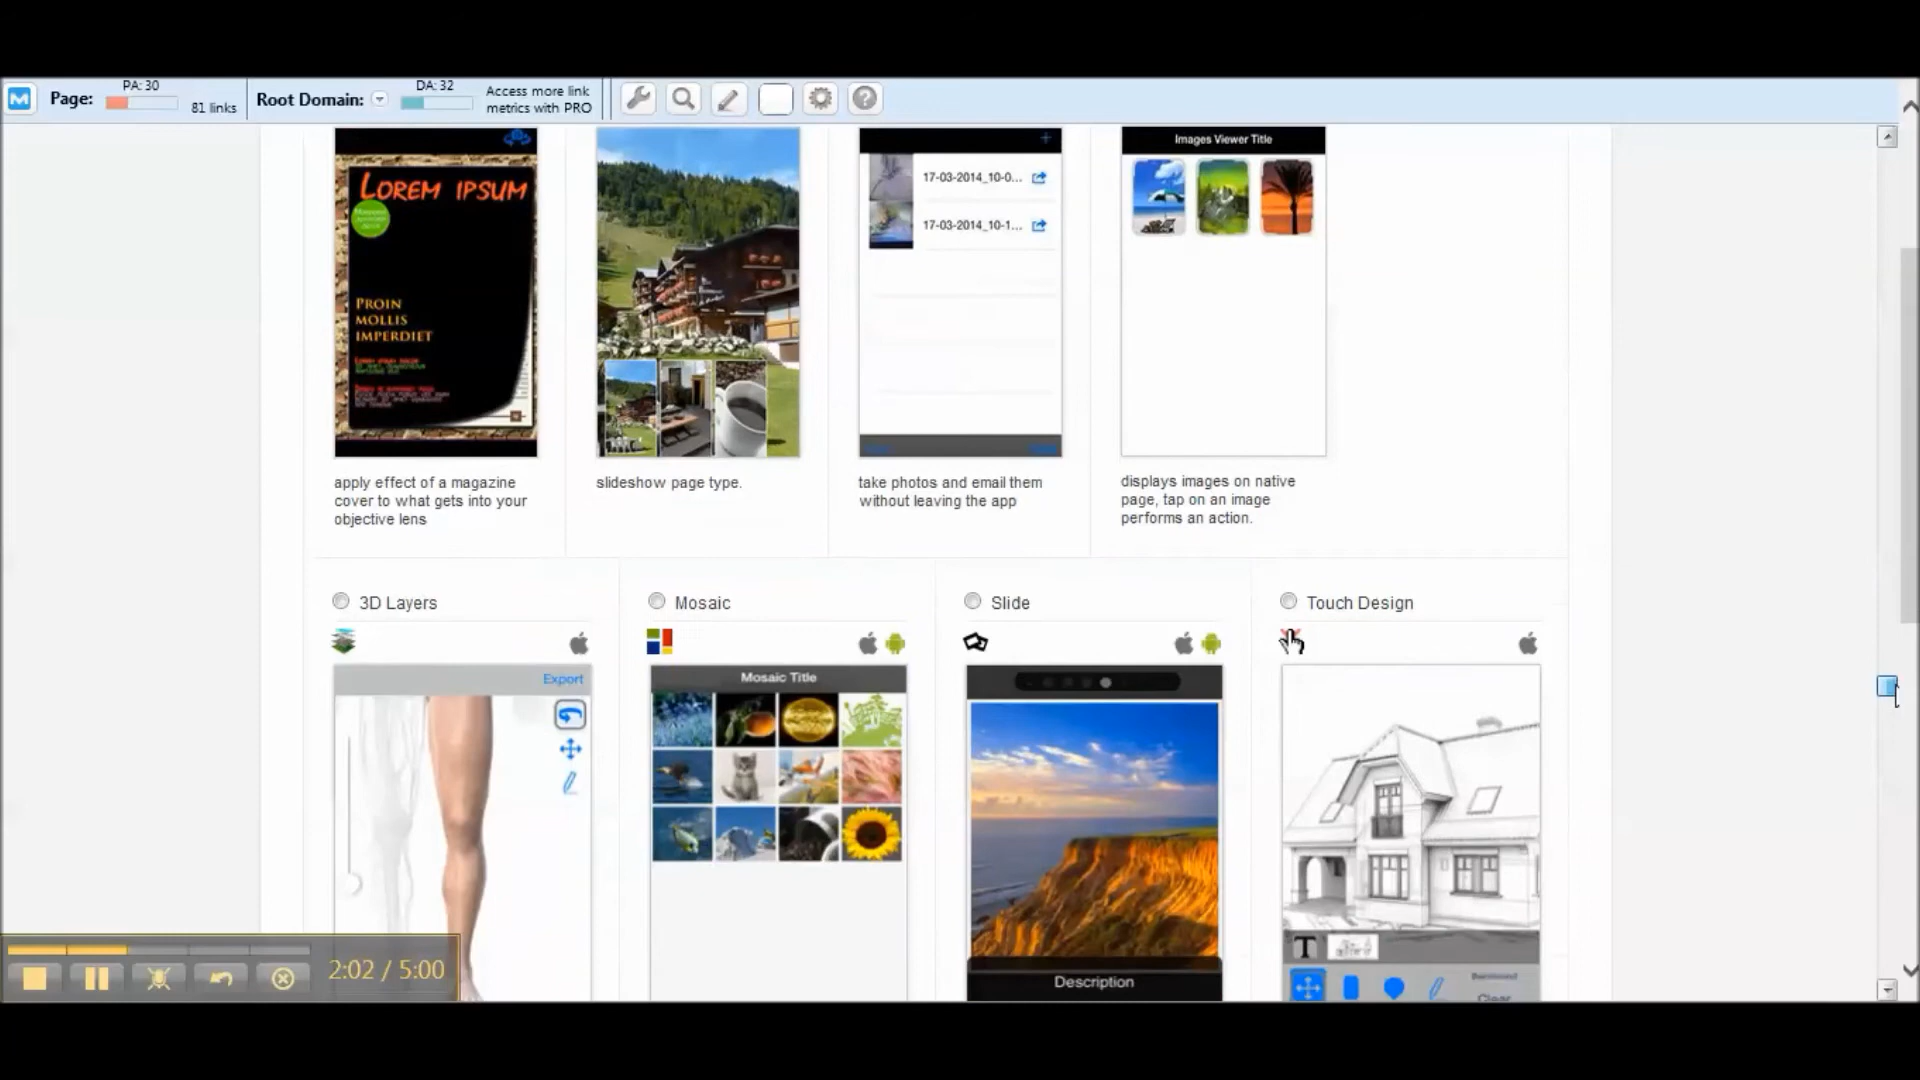 PA: 30
Page:
81 links
Root Domain:
DA: 32
Access more link
metrics with PRO
LOREM IPSUM
PROIN
MOLLIS
IMPERDIET
17-03-2014_10-0...
17-03-2014_10-1...
Images Viewer Title
apply effect of a magazine
cover to what gets into your
objective lens
slideshow page type.
take photos and email them
without leaving the app
displays images on native
page, tap on an image
performs an action.
3D Layers
Mosaic
Slide
Touch Design
Export
Mosaic Title
Description
T
Clear
2:02 / 5:00